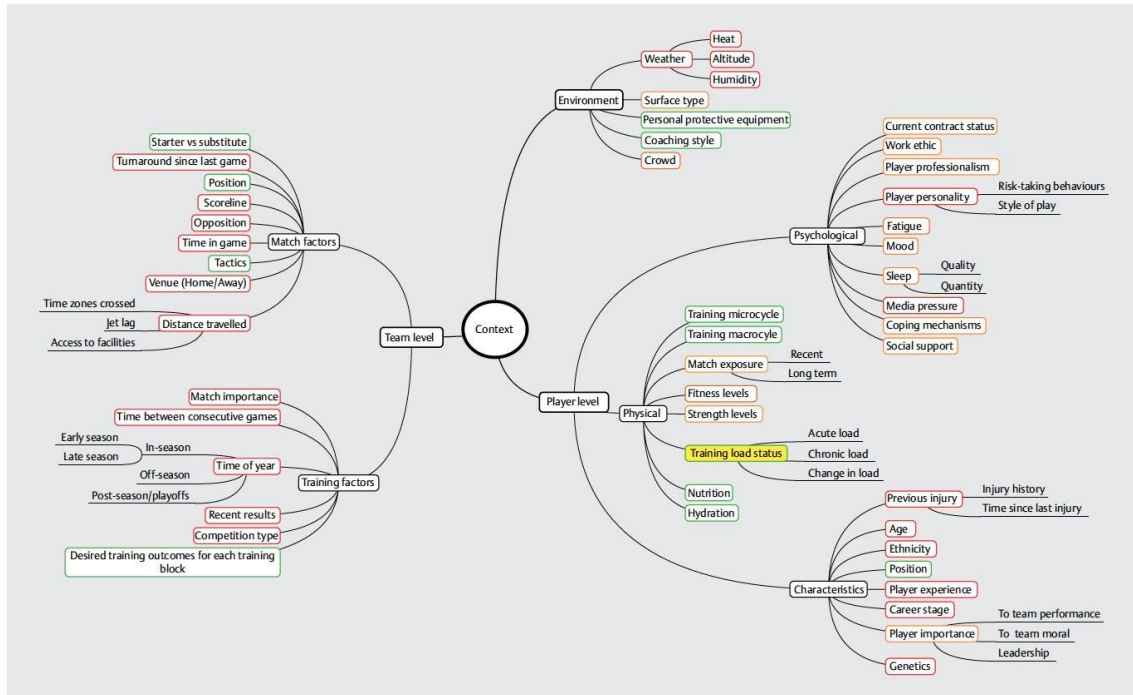 Context
Environment
Weather
Heat
Altitude
Humidity
Surface type
Personal protective equipment
Coaching style
Crowd
Team level
Match factors
Starter vs substitute
Turnaround since last game
Position
Scoreline
Opposition
Time in game
Tactics
Venue (Home/Away)
Distance travelled
Time zones crossed
Jet lag
Access to facilities
Training factors
Match importance
Time between consecutive games
Time of year
In-season
Early season
Late season
Off-season
Post-season/playoffs
Recent results
Competition type
Desired training outcomes for each training
block
Player level
Psychological
Current contract status
Work ethic
Player professionalism
Player personality
Risk-taking behaviours
Style of play
Fatigue
Mood
Sleep
Quality
Quantity
Media pressure
Coping mechanisms
Social support
Physical
Training microcycle
Training macrocyle
Match exposure
Recent
Long term
Fitness levels
Strength levels
Training load status
Acute load
Chronic load
Change in load
Nutrition
Hydration
Characteristics
Previous injury
Injury history
Time since last injury
Age
Ethnicity
Position
Player experience
Career stage
Player importance
To team performance
To team moral
Leadership
Genetics